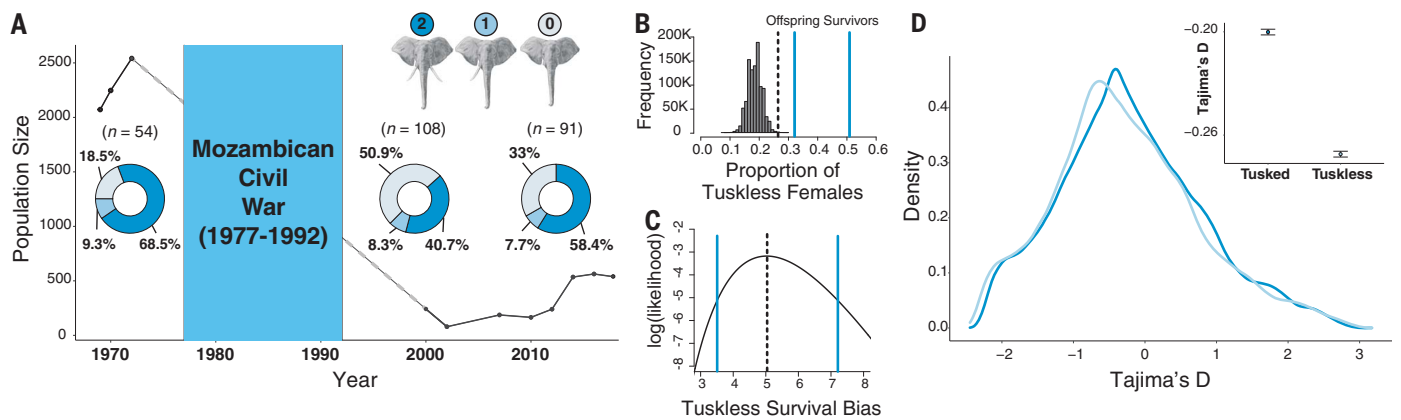 A
2 1 0
2500
2000
1500
1000
500
0
Population Size
(n = 54)
18.5%
9.3%
68.5%
Mozambican
Civil
War
(1977-1992)
(n = 108)
50.9%
8.3%
40.7%
(n = 91)
33%
7.7%
58.4%
1970 1980 1990 2000 2010
Year
B
Offspring Survivors
200K
150K
100K
50K
0
Frequency
0.0 0.1 0.2 0.3 0.4 0.5 0.6
Proportion of
Tuskless Females
C
-2
-3
-4
-5
-6
-7
-8
log(likelihood)
3 4 5 6 7 8
Tuskless Survival Bias
D
0.4
0.3
0.2
0.1
0.0
Density
−2 −1 0 1 2 3
Tajima's D
−0.20
−0.26
Tajima's D
Tusked Tuskless